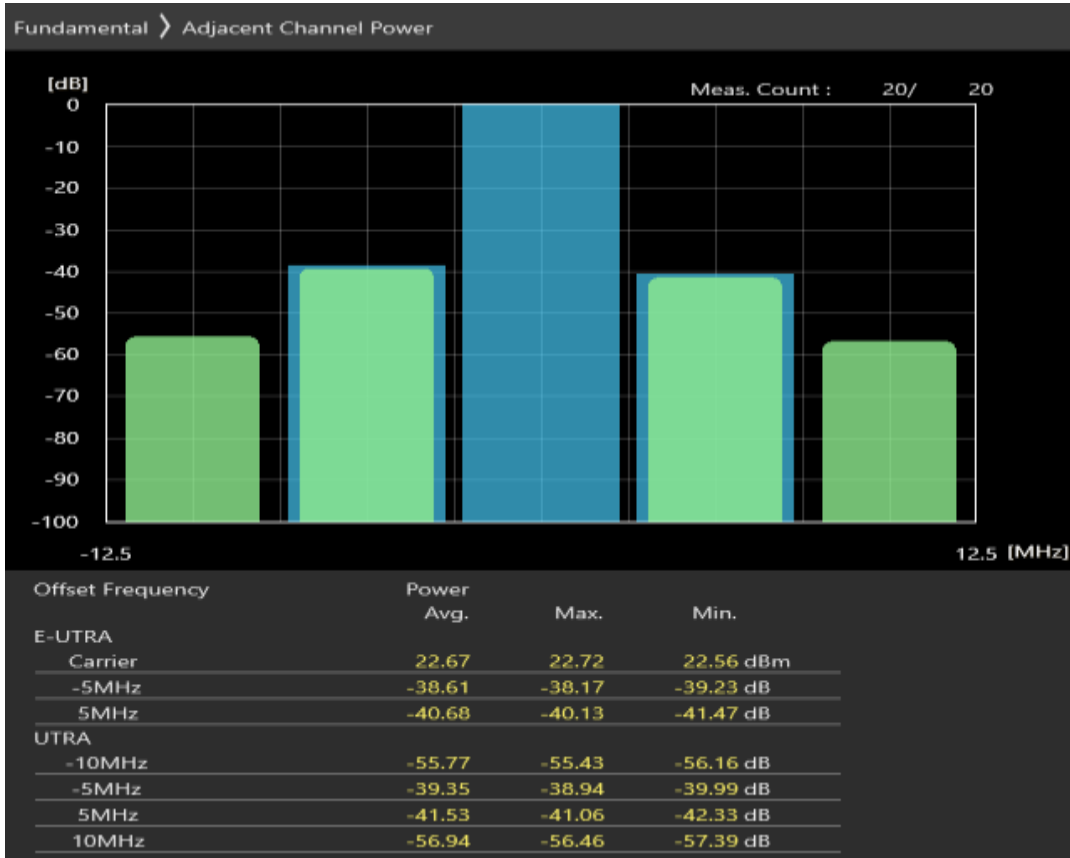 Fundamental 〉 Adjacent Channel Power
[dB]
Meas. Count : 20/ 20
0
-10
-20
-30
-40
-50
-60
-70
-80
-90
-100
-12.5 12.5 [MHz]
Offset Frequency Power
Avg. Max. Min.
E-UTRA
Carrier 22.67 22.72 22.56 dBm
-5MHz -38.61 -38.17 -39.23 dB
5MHz -40.68 -40.13 -41.47 dB
UTRA
-10MHz -55.77 -55.43 -56.16 dB
-5MHz -39.35 -38.94 -39.99 dB
5MHz -41.53 -41.06 -42.33 dB
10MHz -56.94 -56.46 -57.39 dB